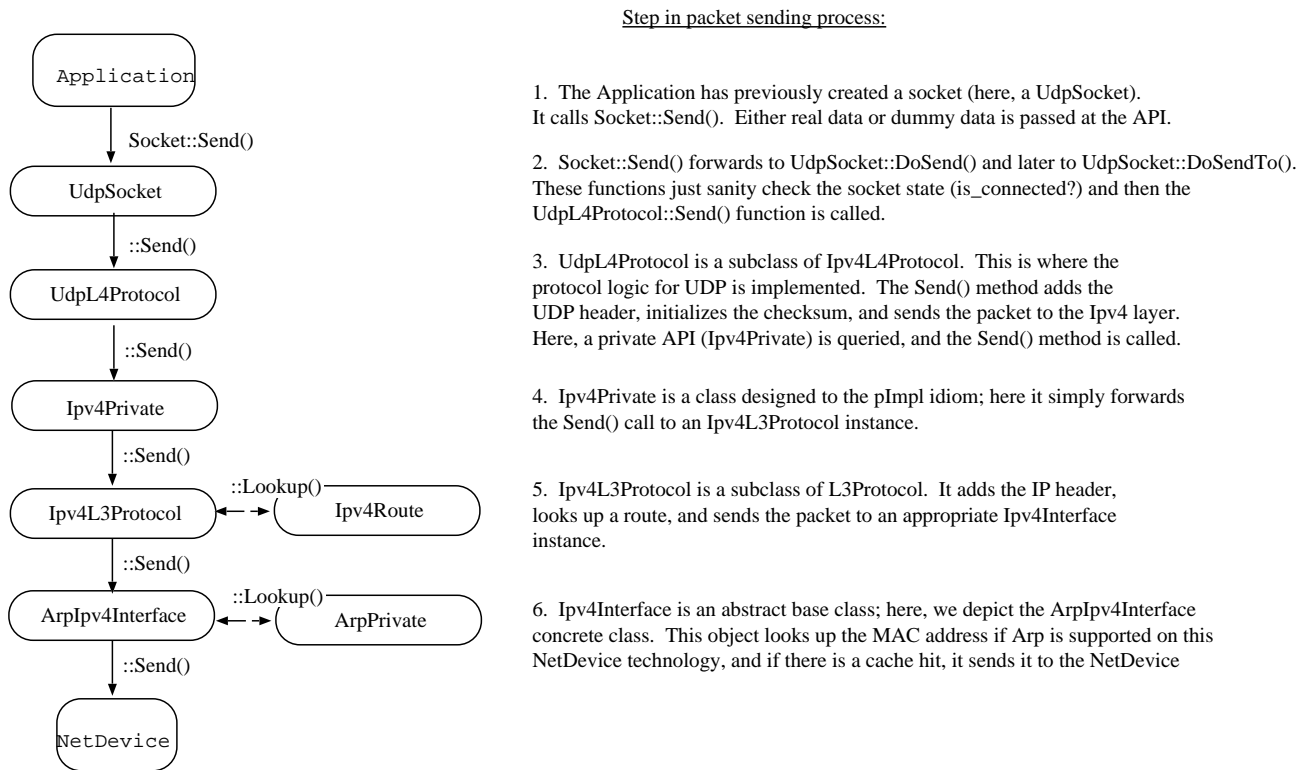 Step in packet sending process:
Application
Socket::Send()
UdpSocket
::Send()
UdpL4Protocol
::Send()
Ipv4Private
::Send()
Ipv4L3Protocol
::Lookup()
Ipv4Route
::Send()
ArpIpv4Interface
::Lookup()
ArpPrivate
::Send()
NetDevice
1. The Application has previously created a socket (here, a UdpSocket).
It calls Socket::Send(). Either real data or dummy data is passed at the API.
2. Socket::Send() forwards to UdpSocket::DoSend() and later to UdpSocket::DoSendTo().
These functions just sanity check the socket state (is_connected?) and then the
UdpL4Protocol::Send() function is called.
3. UdpL4Protocol is a subclass of Ipv4L4Protocol. This is where the
protocol logic for UDP is implemented. The Send() method adds the
UDP header, initializes the checksum, and sends the packet to the Ipv4 layer.
Here, a private API (Ipv4Private) is queried, and the Send() method is called.
4. Ipv4Private is a class designed to the pImpl idiom; here it simply forwards
the Send() call to an Ipv4L3Protocol instance.
5. Ipv4L3Protocol is a subclass of L3Protocol. It adds the IP header,
looks up a route, and sends the packet to an appropriate Ipv4Interface
instance.
6. Ipv4Interface is an abstract base class; here, we depict the ArpIpv4Interface
concrete class. This object looks up the MAC address if Arp is supported on this
NetDevice technology, and if there is a cache hit, it sends it to the NetDevice